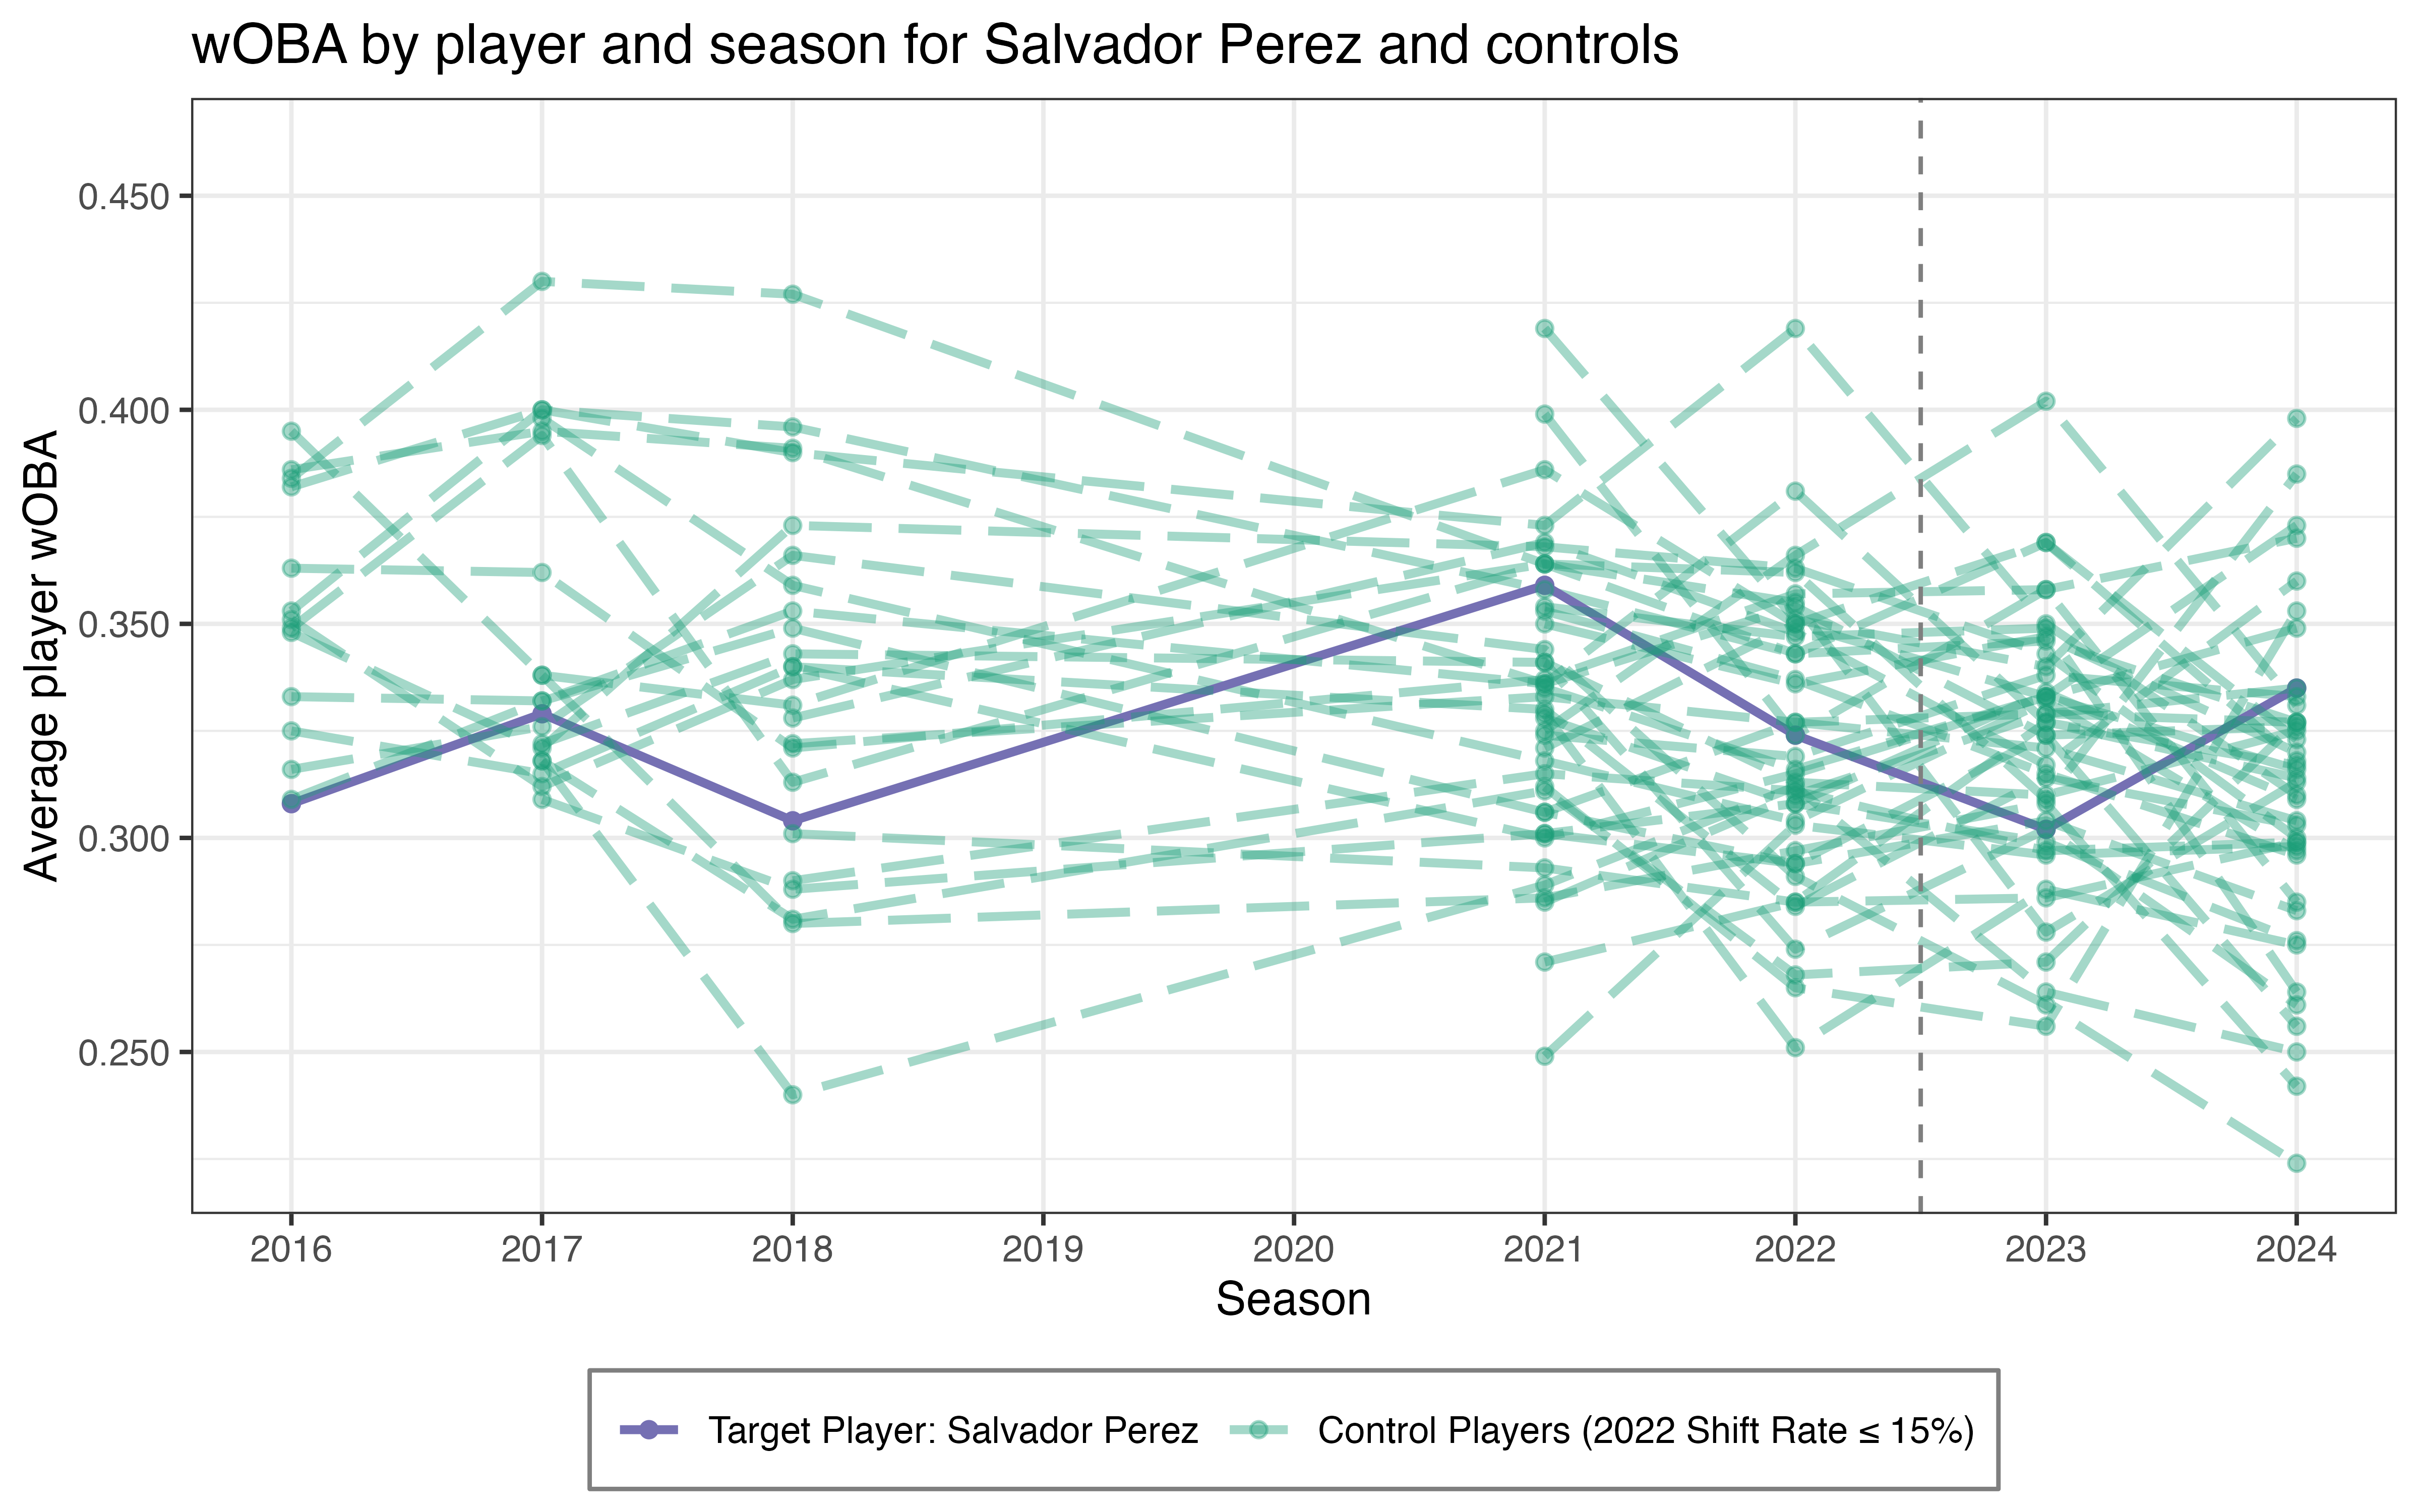 wOBA by player and season for Salvador Perez and controls
Average player wOBA
0.450
0.400
0.350
0.300
0.250
2016 2017 2018 2019 2020 2021 2022 2023 2024
Season
Target Player: Salvador Perez Control Players (2022 Shift Rate ≤ 15%)